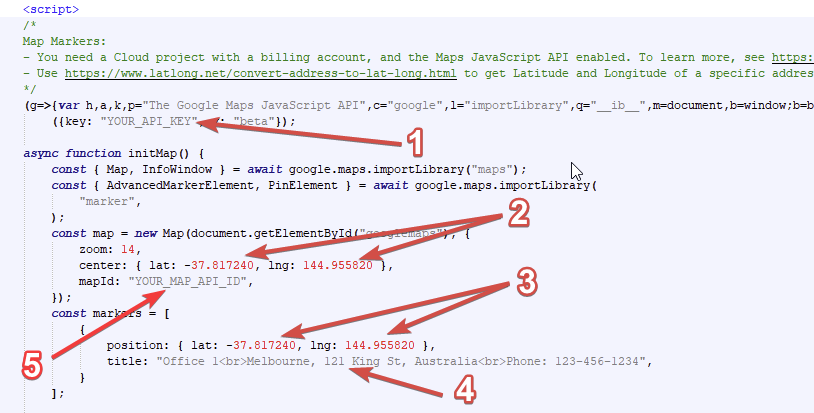 <script>
/*
Map Markers:
- You need a Cloud project with a billing account, and the Maps JavaScript API enabled. To learn more, see https:
- Use https://www.latlong.net/convert-address-to-lat-long.html to get Latitude and Longitude of a specific addres
*/
(g=>{var h,a,k,p="The Google Maps JavaScript API",c="google",l="importLibrary",q="__ib__",m=document,b=window;b=b
({key: "YOUR_API_KEY", "beta"});
1
async function initMap() {
const { Map, InfoWindow } = await google.maps.importLibrary("maps");
const { AdvancedMarkerElement, PinElement } = await google.maps.importLibrary(
"marker",
);
2
const map = new Map(document.getElementById("googlemaps"), {
zoom: 14,
center: { lat: -37.817240, lng: 144.955820 },
mapId: "YOUR_MAP_API_ID",
3
});
const markers = [
{
position: { lat: -37.817240, lng: 144.955820 },
title: "Office 1<br>Melbourne, 121 King St, Australia<br>Phone: 123-456-1234",
5
}
4
];